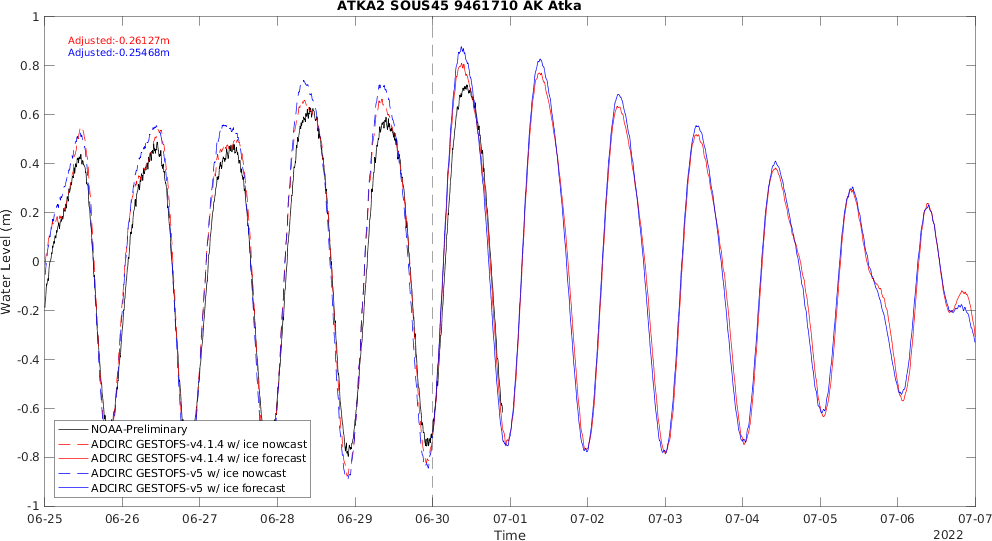 ATKA2 SOUS45 9461710 AK Atka
1
Adjusted:-0.26127m
Adjusted:-0.25468m
0.8
0.6
0.4
0.2
0
-0.2
-0.4
-0.6
-0.8
-1
Water Level (m)
NOAA-Preliminary
ADCIRC GESTOFS-v4.1.4 w/ ice nowcast
ADCIRC GESTOFS-v4.1.4 w/ ice forecast
ADCIRC GESTOFS-v5 w/ ice nowcast
ADCIRC GESTOFS-v5 w/ ice forecast
06-25 06-26 06-27 06-28 06-29 06-30 07-01 07-02 07-03 07-04 07-05 07-06 07-07
Time
2022